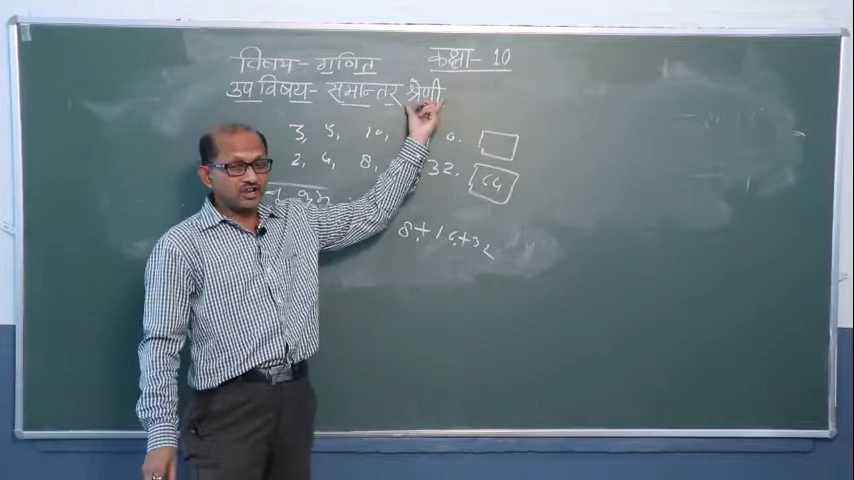 विषय- गणित कक्षा- 10
उप विषय- समान्तर श्रेणी
3, 5, 10,
2, 4, 8, 32. 64
8+16+32